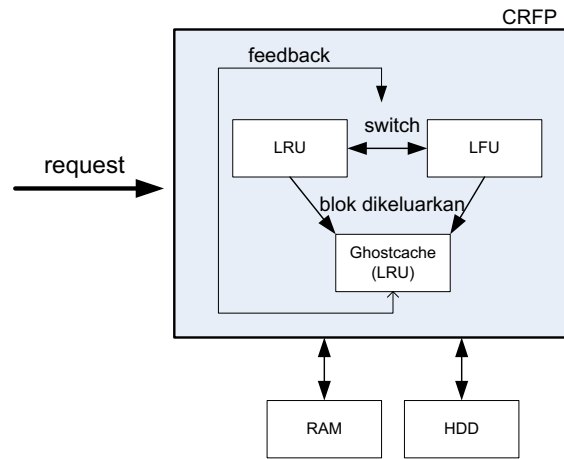 CRFP
feedback
switch
LRU
LFU
request
blok dikeluarkan
Ghostcache
(LRU)
RAM
HDD